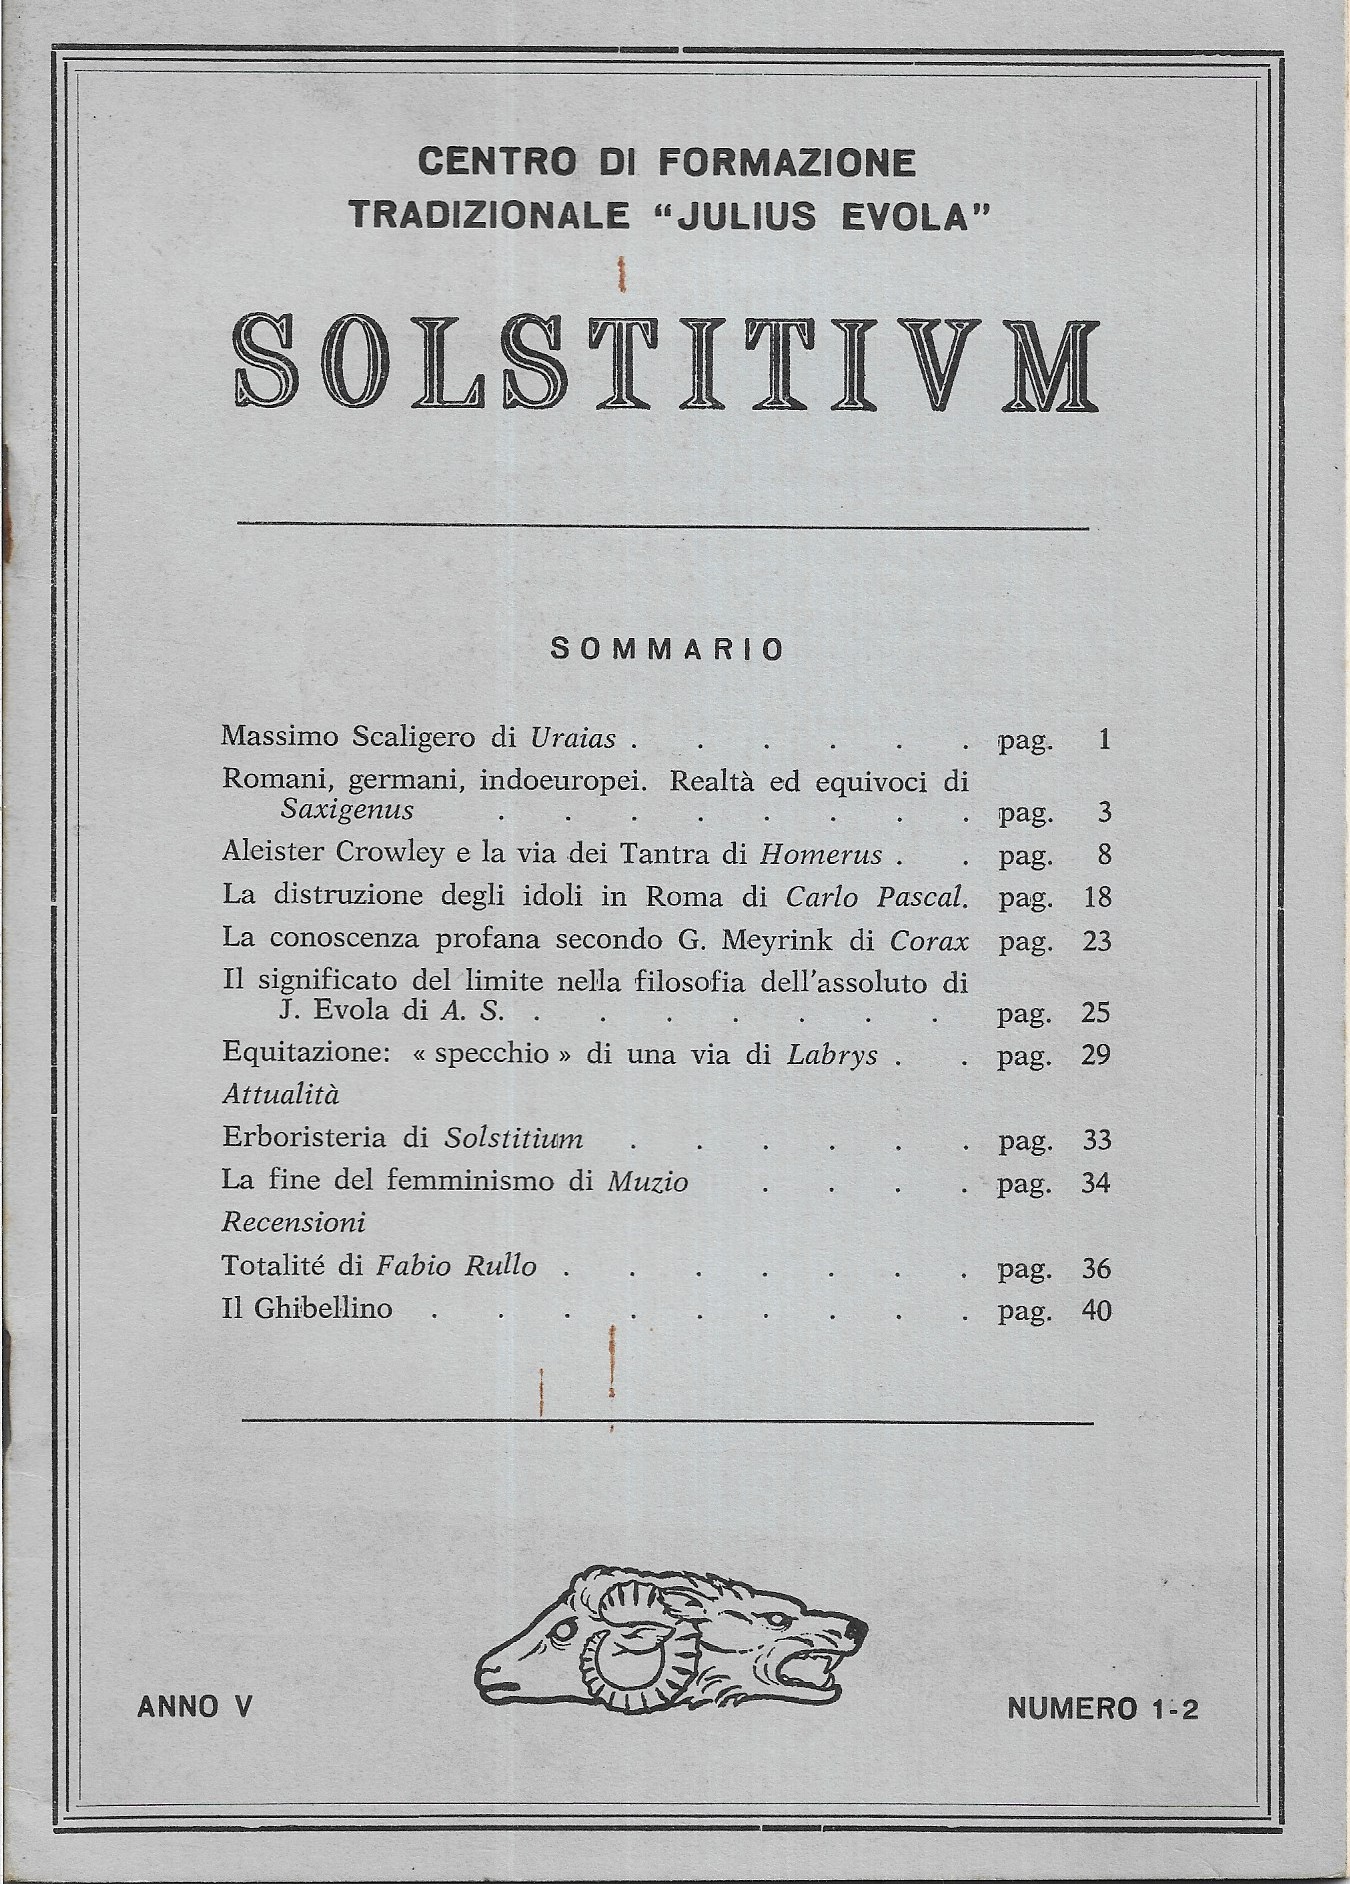 CENTRO DI FORMAZIONE
TRADIZIONALE "JULIUS EVOLA"
SOLSTITIVM
SOMMARIO
Massimo Scaligero di Uraias . . . . . . pag. 1
Romani, germani, indoeuropei. Realtà ed equivoci di
Saxigenus . . . . . . . . pag. 3
Aleister Crowley e la via dei Tantra di Homerus . . pag. 8
La distruzione degli idoli in Roma di Carlo Pascal. pag. 18
La conoscenza profana secondo G. Meyrink di Corax pag. 23
Il significato del limite nella filosofia dell'assoluto di
J. Evola di A. S. . . . . . . . pag. 25
Equitazione: « specchio » di una via di Labrys . . pag. 29
Attualità
Erboristeria di Solstitium . . . . . . pag. 33
La fine del femminismo di Muzio . . . . pag. 34
Recensioni
Totalité di Fabio Rullo . . . . . . . pag. 36
Il Ghibellino . . . . . . . . . pag. 40
ANNO V
NUMERO 1-2